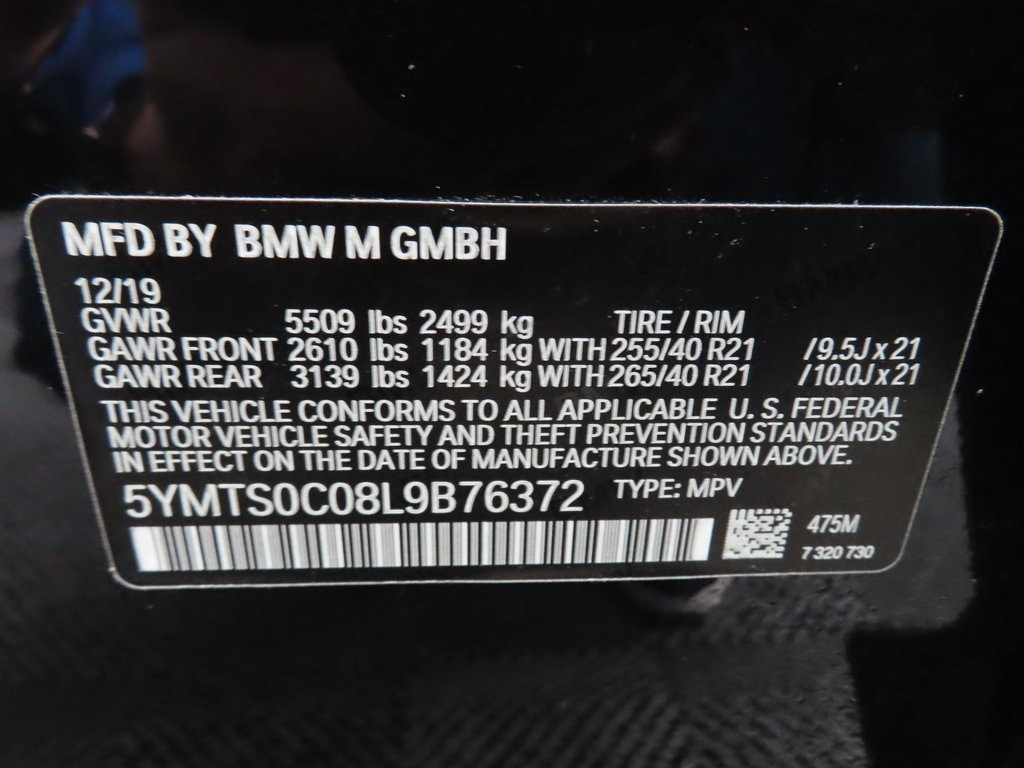 MFD BY BMW M GMBH
12/19
GVWR 5509 lbs 2499 kg TIRE / RIM
GAWR FRONT 2610 lbs 1184 kg WITH 255/40 R21 /9.5J x 21
GAWR REAR 3139 lbs 1424 kg WITH 265/40 R21 /10.0J x 21
THIS VEHICLE CONFORMS TO ALL APPLICABLE U. S. FEDERAL
MOTOR VEHICLE SAFETY AND THEFT PREVENTION STANDARDS
IN EFFECT ON THE DATE OF MANUFACTURE SHOWN ABOVE.
5YMTS0C08L9B76372 TYPE: MPV
475M
7 320 730